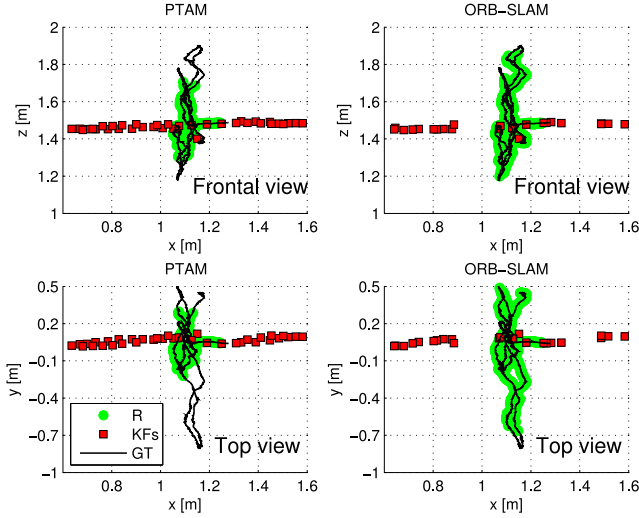 PTAM
2
1.8
1.6
1.4
1.2
1
z [m]
0.8
1
1.2
1.4
1.6
x [m]
Frontal view
ORB-SLAM
2
1.8
1.6
1.4
1.2
1
z [m]
0.8
1
1.2
1.4
1.6
x [m]
Frontal view
PTAM
0.5
0.2
−0.1
−0.4
−0.7
−1
y [m]
R
KFs
GT
0.8
1
1.2
1.4
1.6
x [m]
Top view
ORB-SLAM
0.5
0.2
−0.1
−0.4
−0.7
−1
y [m]
0.8
1
1.2
1.4
1.6
x [m]
Top view